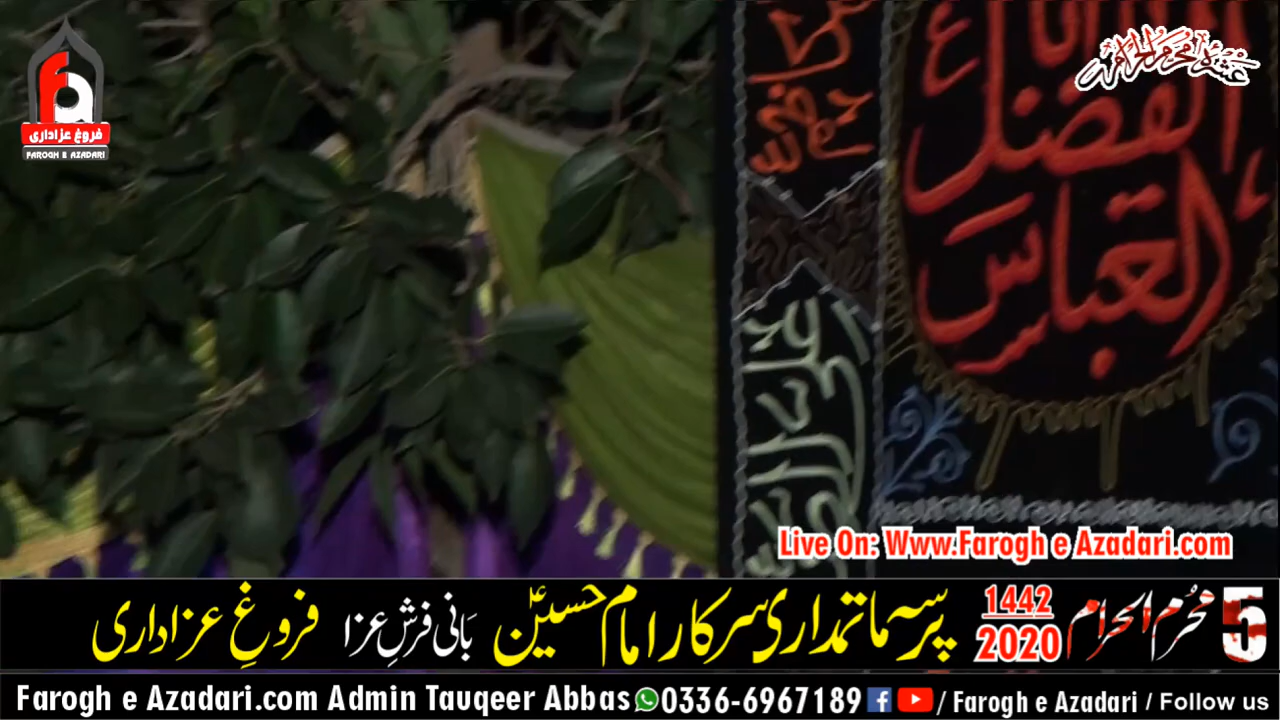 فروغ عزاداری
FAROGH E AZADARI
الفضل
العباس
Live On: Www.Farogh e Azadari.com
5 محرم الحرام 1442 2020 پرسہ ماتمداری سرکار امام حسینؑ بانی فرشِ عزا فروغِ عزاداری
Farogh e Azadari.com Admin Tauqeer Abbas 0336-6967189 / Farogh e Azadari / Follow us